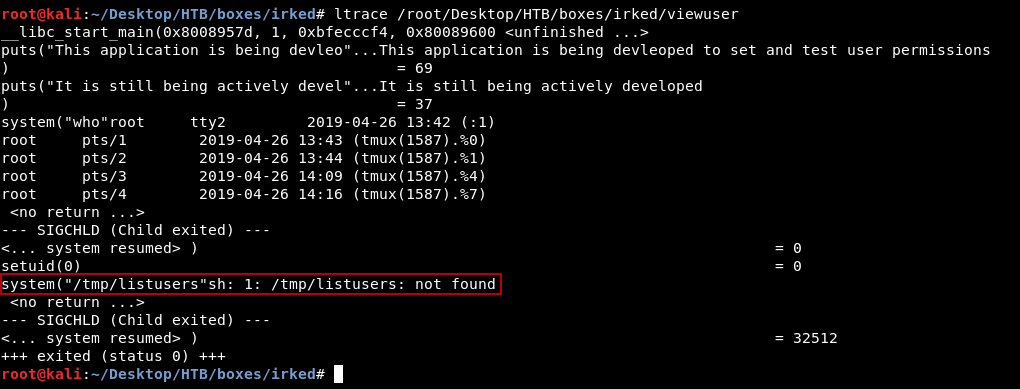 root@kali:~/Desktop/HTB/boxes/irked# ltrace /root/Desktop/HTB/boxes/irked/viewuser
__libc_start_main(0x8008957d, 1, 0xbfecccf4, 0x80089600 <unfinished ...>
puts("This application is being devleo"...This application is being devleoped to set and test user permissions
)                                            = 69
puts("It is still being actively devel"...It is still being actively developed
)                                            = 37
system("who"root     tty2         2019-04-26 13:42 (:1)
root     pts/1        2019-04-26 13:43 (tmux(1587).%0)
root     pts/2        2019-04-26 13:44 (tmux(1587).%1)
root     pts/3        2019-04-26 14:09 (tmux(1587).%4)
root     pts/4        2019-04-26 14:16 (tmux(1587).%7)
 <no return ...>
--- SIGCHLD (Child exited) ---
<... system resumed> )                                                                = 0
setuid(0)                                                                             = 0
system("/tmp/listusers"sh: 1: /tmp/listusers: not found
 <no return ...>
--- SIGCHLD (Child exited) ---
<... system resumed> )                                                                = 32512
+++ exited (status 0) +++
root@kali:~/Desktop/HTB/boxes/irked#